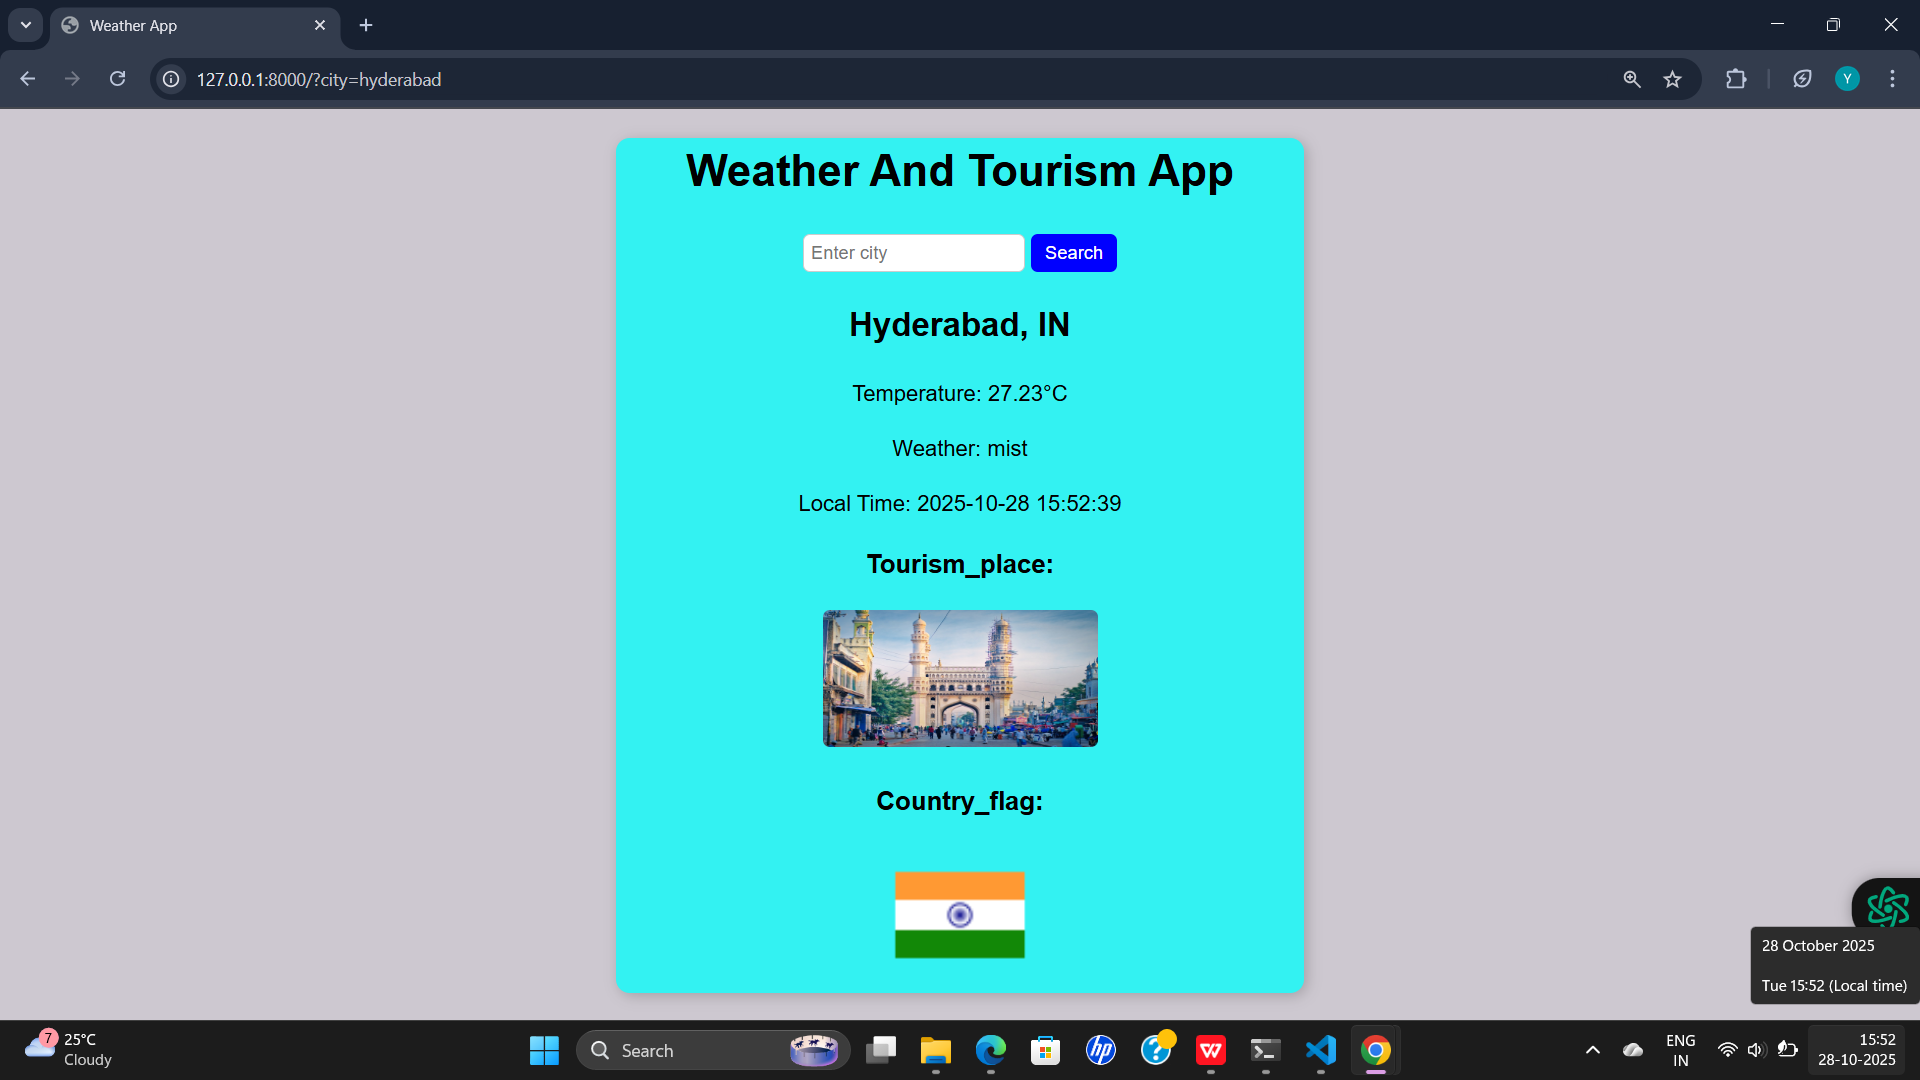 Weather App
127.0.0.1:8000/?city=hyderabad
Y
Weather And Tourism App
Enter city
Search
Hyderabad, IN
Temperature: 27.23°C
Weather: mist
Local Time: 2025-10-28 15:52:39
Tourism_place:
Country_flag:
28 October 2025
Tue 15:52 (Local time)
7
25°C
Cloudy
Search
hp
?
W
ENG
IN
15:52
28-10-2025